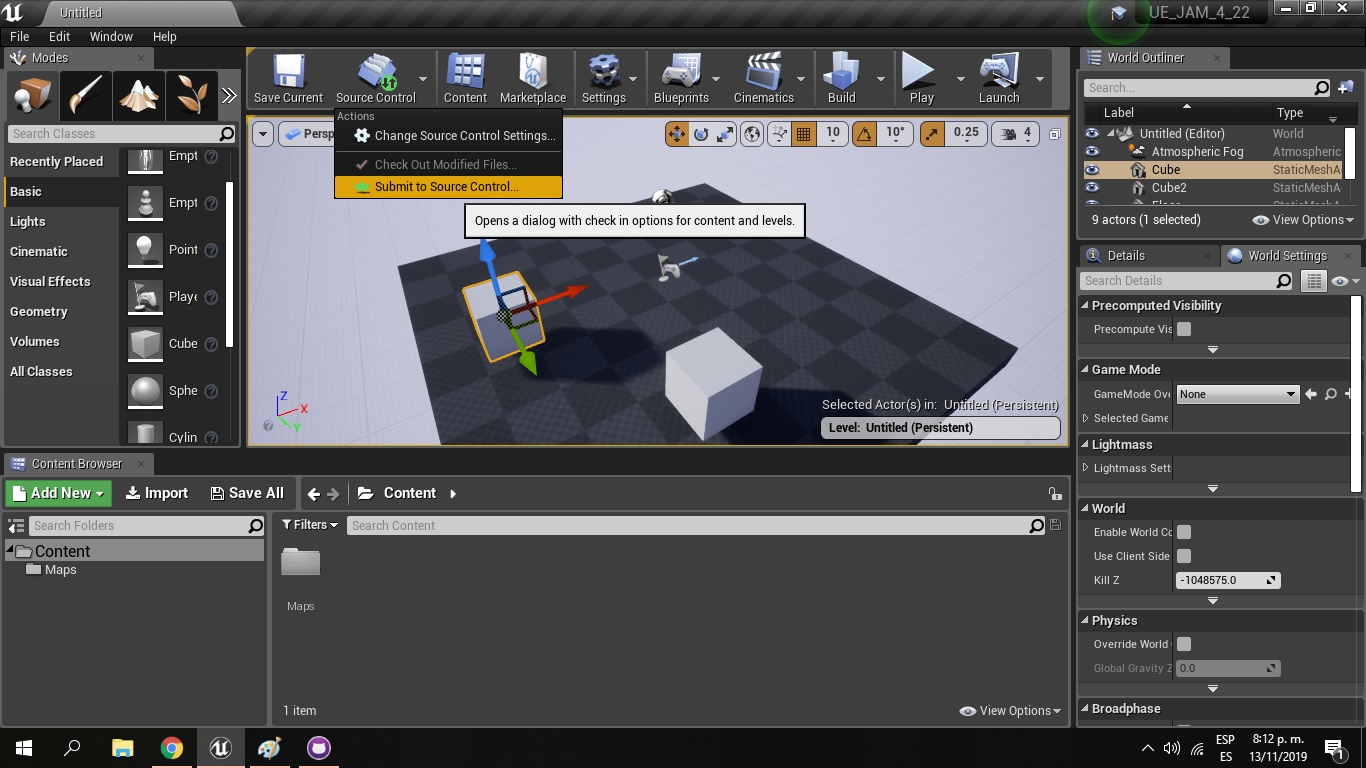 Untitled
UE_JAM_4_22
File Edit Window Help
Modes
Search Classes
Recently Placed
Basic
Lights
Cinematic
Visual Effects
Geometry
Volumes
All Classes
Empt
Empt
Point
Playe
Cube
Sphe
Cylin
Save Current
Source Control
Content
Marketplace
Settings
Blueprints
Cinematics
Build
Play
Launch
Actions
Change Source Control Settings...
Check Out Modified Files...
Submit to Source Control...
Opens a dialog with check in options for content and levels.
Persp
10
10°
0.25
4
Z
X
Y
Selected Actor(s) in: Untitled (Persistent)
Level: Untitled (Persistent)
World Outliner
Search...
Label Type
Untitled (Editor) World
Atmospheric Fog Atmospheric
Cube StaticMeshA
Cube2 StaticMeshA
9 actors (1 selected) View Options
Details
World Settings
Search Details
Precomputed Visibility
Precompute Vis
Game Mode
GameMode Ove None
Selected Game
Lightmass
Lightmass Sett
World
Enable World Co
Use Client Side
Kill Z -1048575.0
Physics
Override World
Global Gravity Z 0.0
Broadphase
Content Browser
Add New Import Save All Content
Search Folders
Content
Maps
Filters Search Content
Maps
1 item View Options
ESP
ES
8:12 p. m.
13/11/2019
1